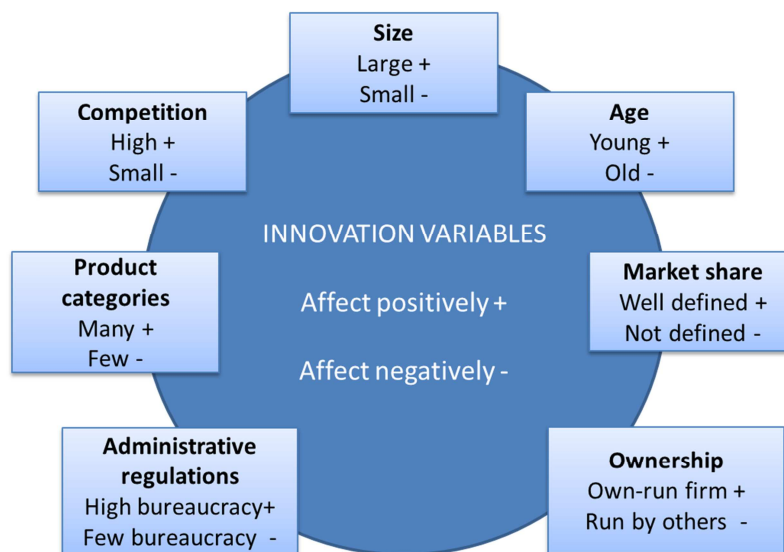 Size
Large +
Small -
Competition
High +
Small -
Age
Young +
Old -
INNOVATION VARIABLES
Affect positively +
Affect negatively -
Product
categories
Many +
Few -
Market share
Well defined +
Not defined -
Administrative
regulations
High bureaucracy+
Few bureaucracy -
Ownership
Own-run firm +
Run by others -